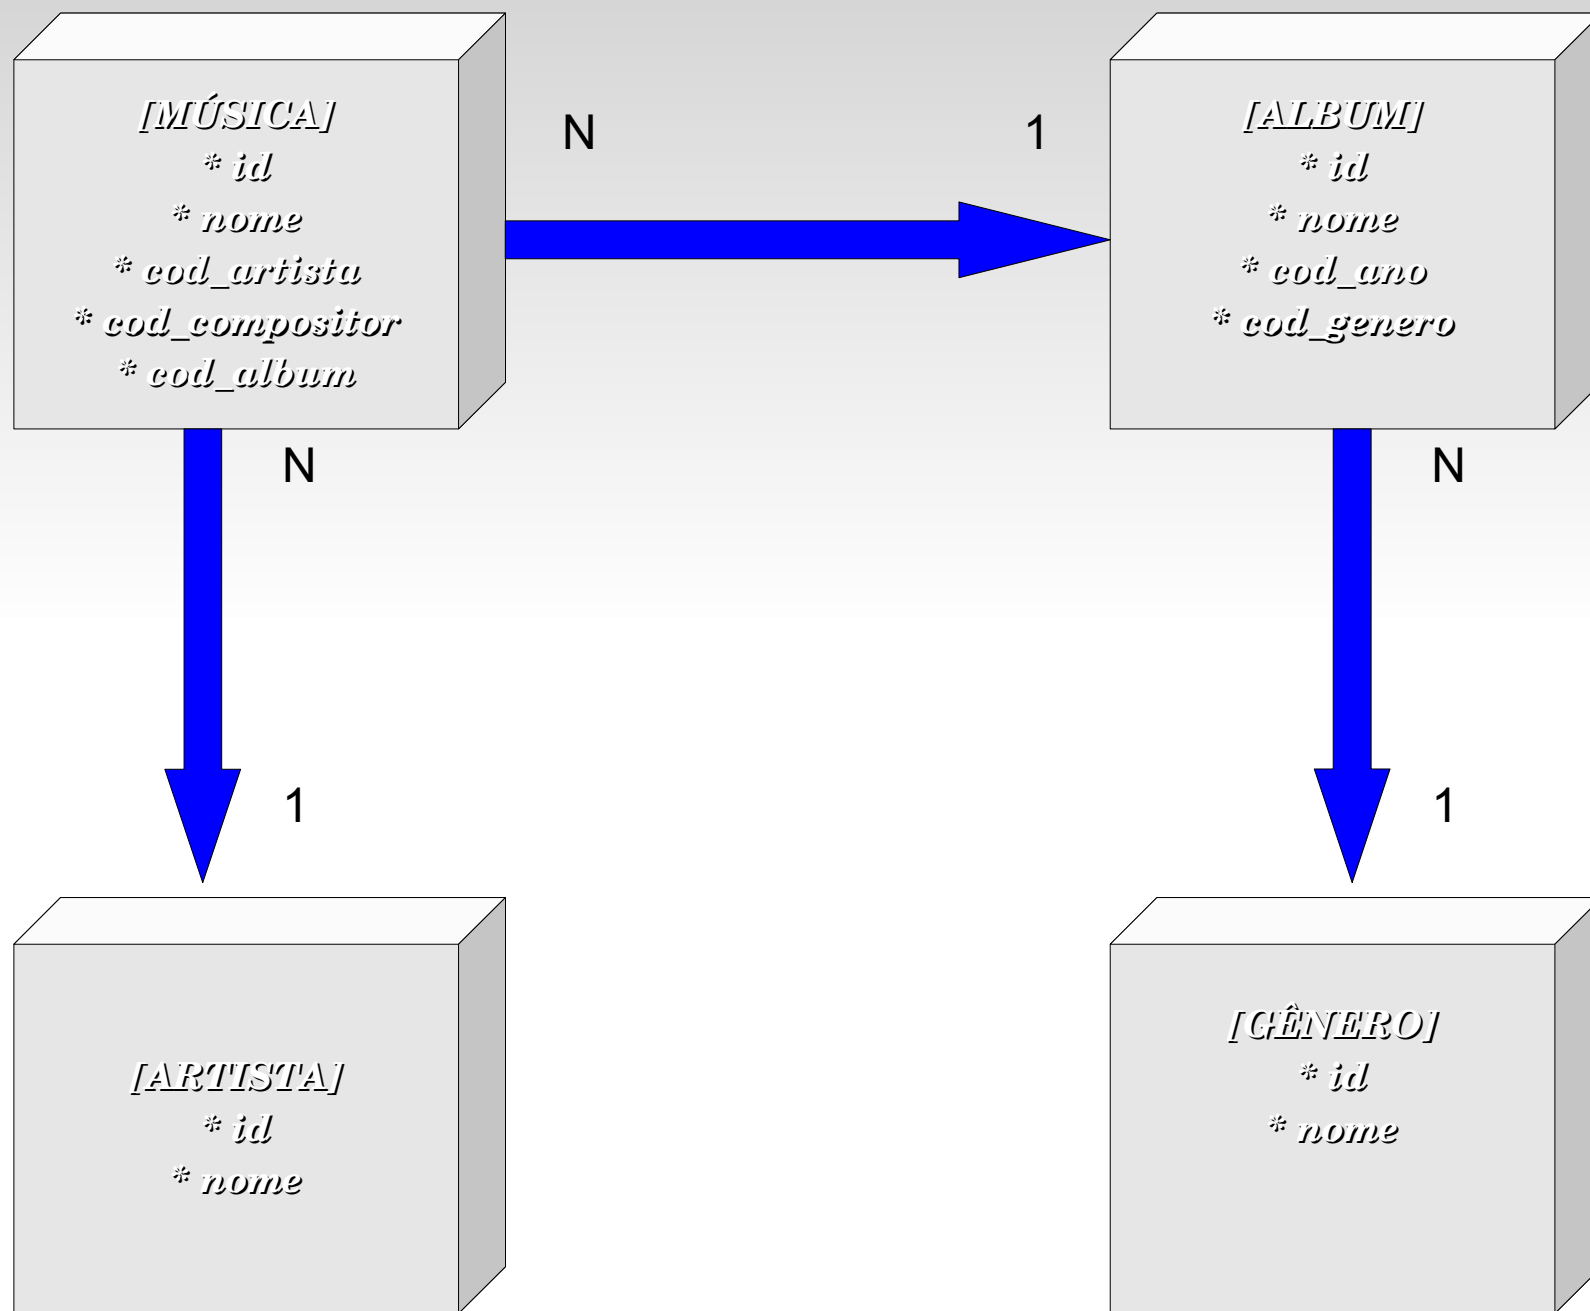 [MÚSICA]
* id
* nome
* cod_artista
* cod_compositor
* cod_album
N
1
[ALBUM]
* id
* nome
* cod_ano
* cod_genero
N
1
N
1
[ARTISTA]
* id
* nome
[GÊNERO]
* id
* nome